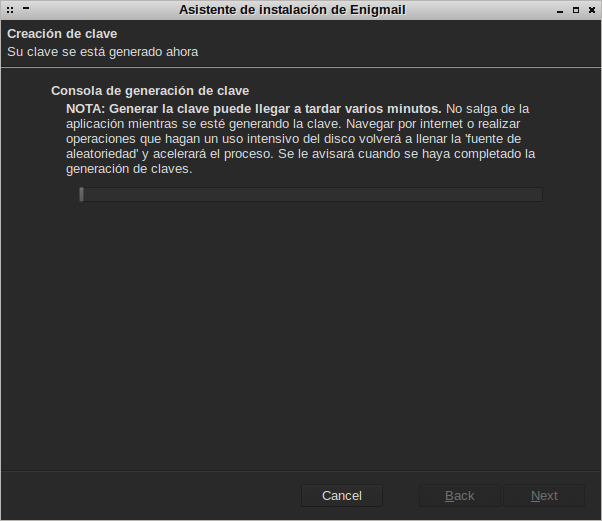 Asistente de instalación de Enigmail
Creación de clave
Su clave se está generado ahora
Consola de generación de clave
NOTA: Generar la clave puede llegar a tardar varios minutos. No salga de la
aplicación mientras se esté generando la clave. Navegar por internet o realizar
operaciones que hagan un uso intensivo del disco volverá a llenar la 'fuente de
aleatoriedad' y acelerará el proceso. Se le avisará cuando se haya completado la
generación de claves.
Cancel
Back
Next